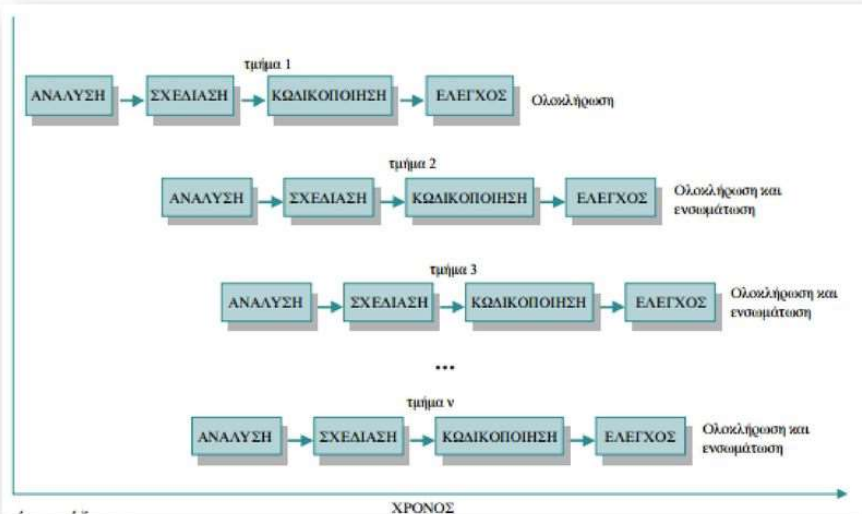 τμήμα 1
ΑΝΑΛΥΣΗ ΣΧΕΔΙΑΣΗ ΚΩΔΙΚΟΠΟΙΗΣΗ ΕΛΕΓΧΟΣ Ολοκλήρωση
τμήμα 2
ΑΝΑΛΥΣΗ ΣΧΕΔΙΑΣΗ ΚΩΔΙΚΟΠΟΙΗΣΗ ΕΛΕΓΧΟΣ Ολοκλήρωση και
ενσωμάτωση
τμήμα 3
ΑΝΑΛΥΣΗ ΣΧΕΔΙΑΣΗ ΚΩΔΙΚΟΠΟΙΗΣΗ ΕΛΕΓΧΟΣ Ολοκλήρωση και
ενσωμάτωση
...
τμήμα ν
ΑΝΑΛΥΣΗ ΣΧΕΔΙΑΣΗ ΚΩΔΙΚΟΠΟΙΗΣΗ ΕΛΕΓΧΟΣ Ολοκλήρωση και
ενσωμάτωση
ΧΡΟΝΟΣ